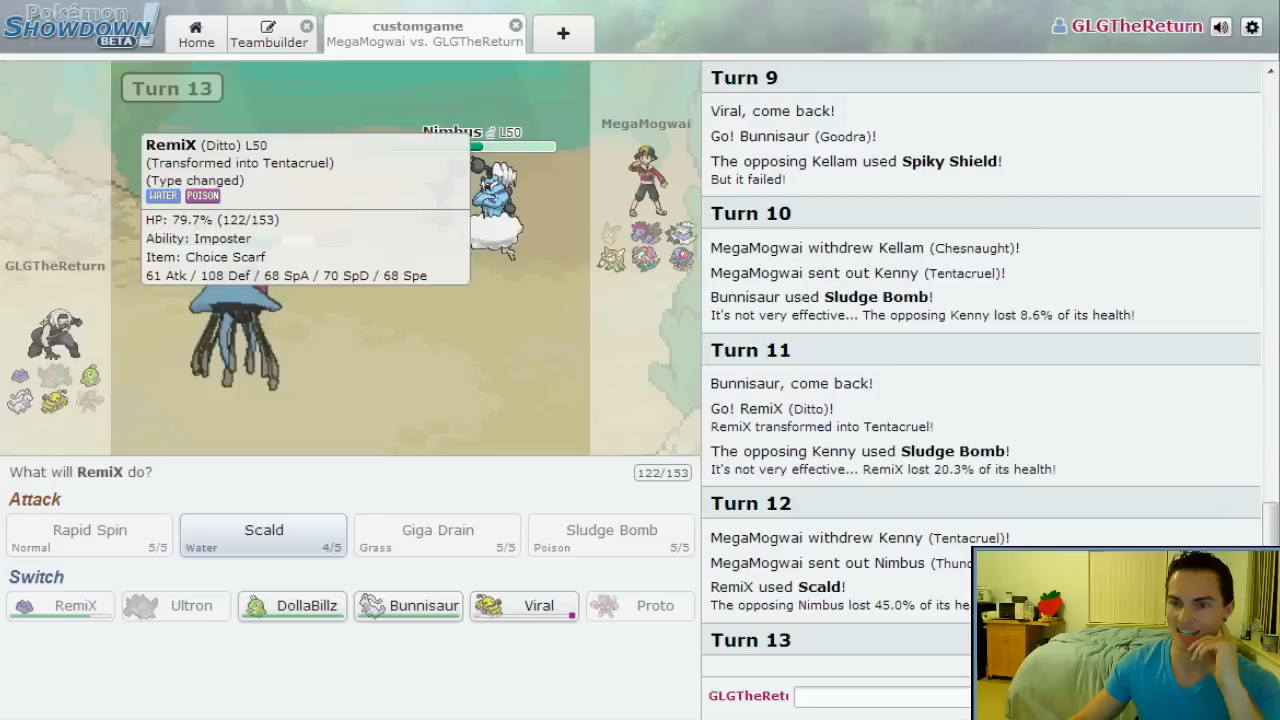 Pokémon
SHOWDOWN!
BETA
Home
Teambuilder
customgame
MegaMogwai vs. GLGTheReturn
GLGTheReturn
Turn 13
Nimbus ♂ L50
MegaMogwai
RemiX (Ditto) L50
(Transformed into Tentacruel)
(Type changed)
WATER POISON
HP: 79.7% (122/153)
Ability: Imposter
Item: Choice Scarf
61 Atk / 108 Def / 68 SpA / 70 SpD / 68 Spe
GLGTheReturn
What will RemiX do?
122/153
Attack
Rapid Spin
Normal 5/5
Scald
Water 4/5
Giga Drain
Grass 5/5
Sludge Bomb
Poison 5/5
Switch
RemiX
Ultron
DollaBillz
Bunnisaur
Viral
Proto
Turn 9
Viral, come back!
Go! Bunnisaur (Goodra)!
The opposing Kellam used Spiky Shield!
But it failed!
Turn 10
MegaMogwai withdrew Kellam (Chesnaught)!
MegaMogwai sent out Kenny (Tentacruel)!
Bunnisaur used Sludge Bomb!
It's not very effective... The opposing Kenny lost 8.6% of its health!
Turn 11
Bunnisaur, come back!
Go! RemiX (Ditto)!
RemiX transformed into Tentacruel!
The opposing Kenny used Sludge Bomb!
It's not very effective... RemiX lost 20.3% of its health!
Turn 12
MegaMogwai withdrew Kenny (Tentacruel)!
MegaMogwai sent out Nimbus (Thund
RemiX used Scald!
The opposing Nimbus lost 45.0% of its he
Turn 13
GLGTheRetu